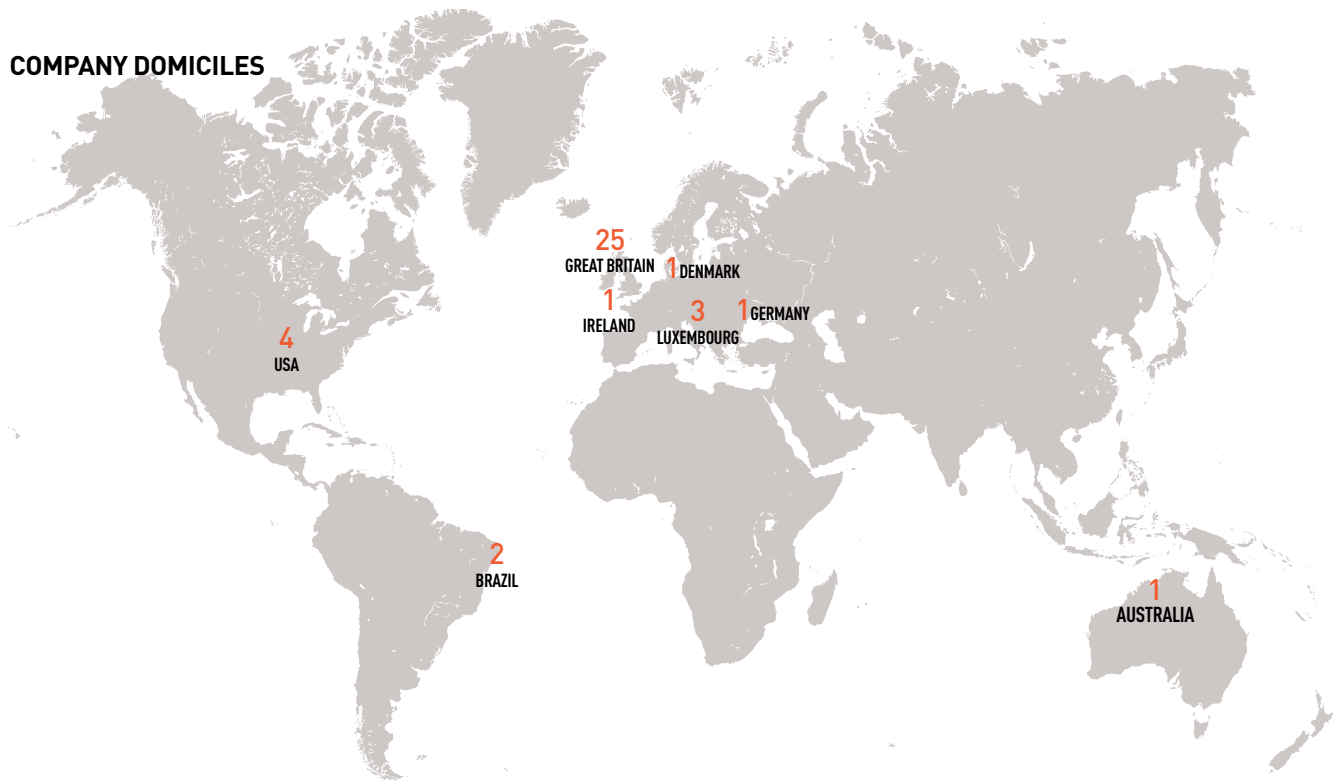 COMPANY DOMICILES
25
GREAT BRITAIN
1 DENMARK
1
IRELAND
3
LUXEMBOURG
1 GERMANY
4
USA
2
BRAZIL
1
AUSTRALIA